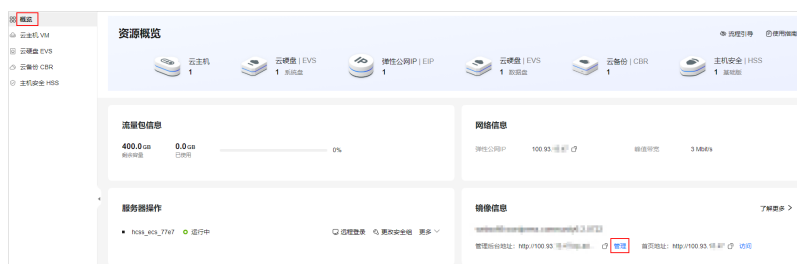 概览
云主机 VM
云硬盘 EVS
云备份 CBR
主机安全 HSS
资源概览
流程引导 使用指南
云主机
1
云硬盘 | EVS
1 系统盘
弹性公网IP | EIP
1
云硬盘 | EVS
1 数据盘
云备份 | CBR
1
主机安全 | HSS
1 基础版
流量包信息
400.0 GB
剩余容量
0.0 GB
已使用
0%
网络信息
弹性公网IP 100.93. 峰值带宽 3 Mbit/s
服务器操作
hcss_ecs_77e7 运行中 远程登录 更改安全组 更多
镜像信息 了解更多
管理后台地址: http://100.93. 管理 首页地址: http://100.93. 访问